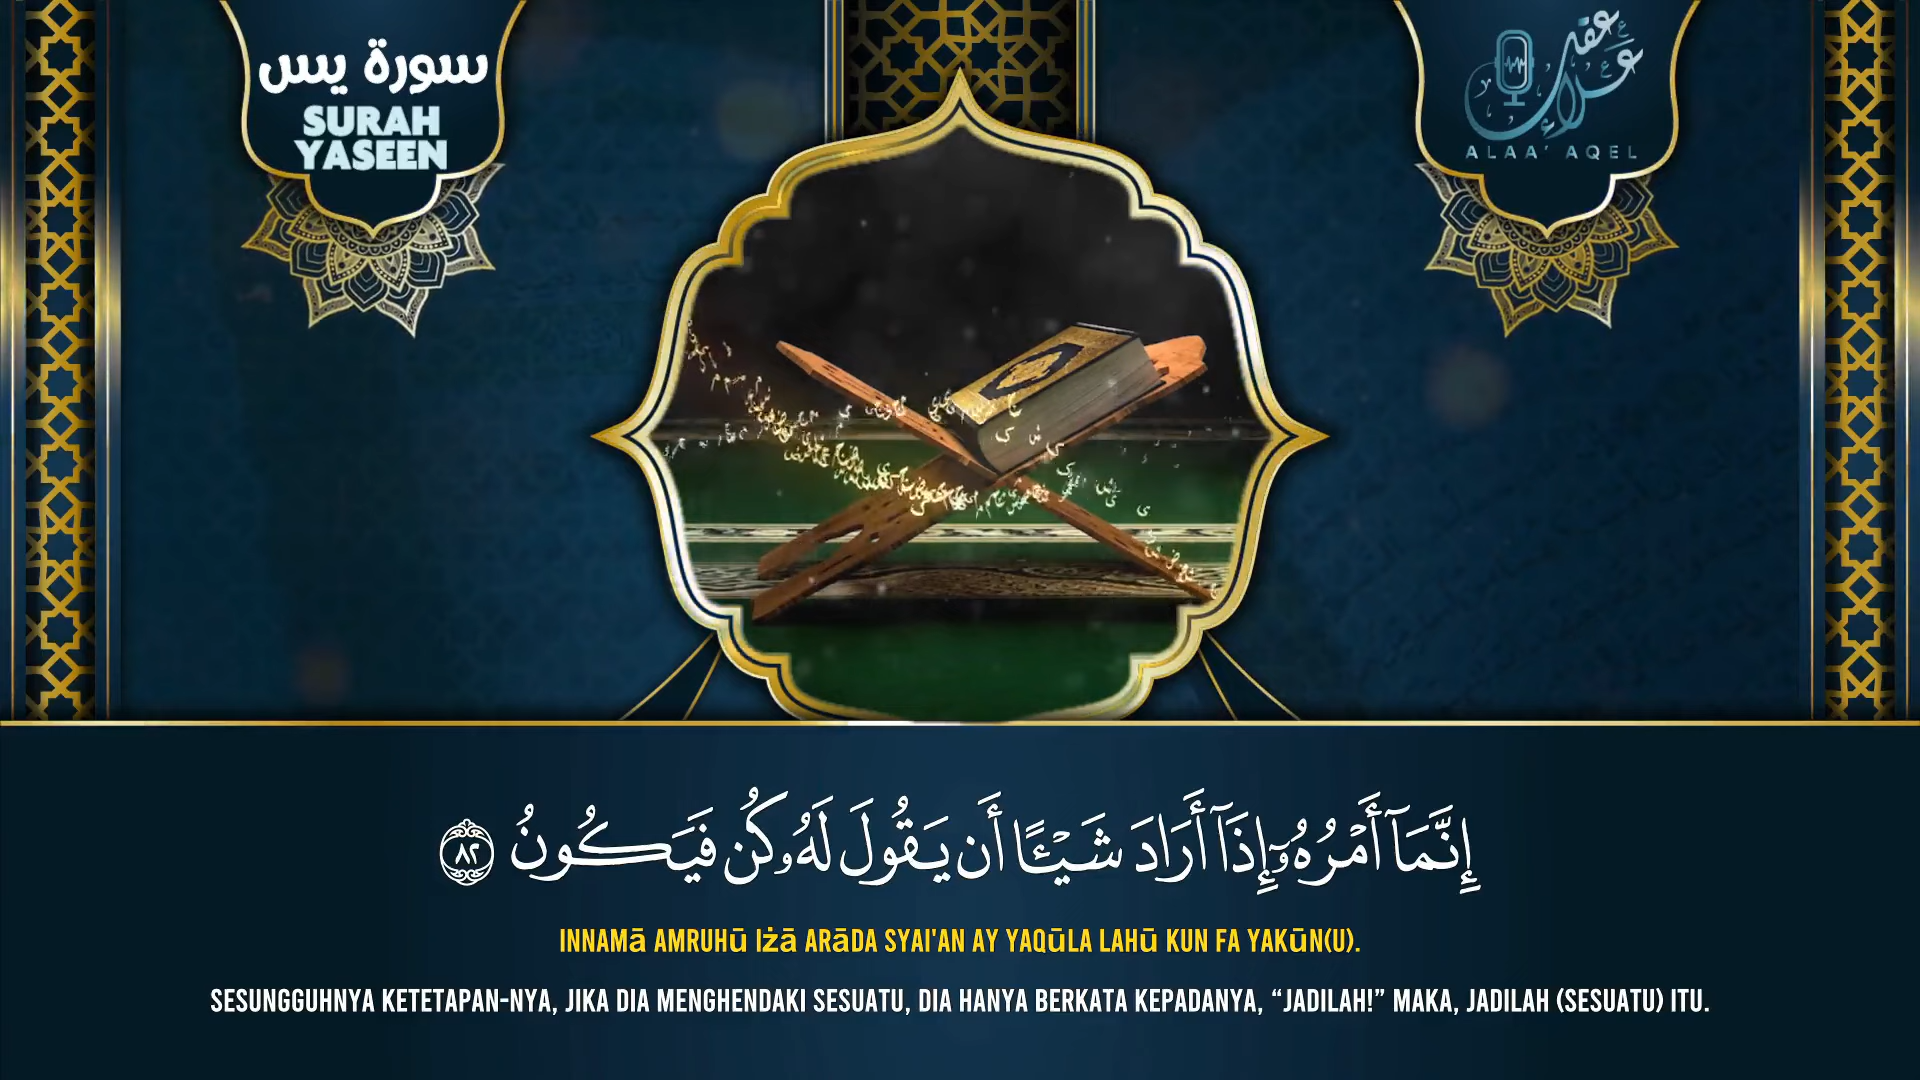 سورة يس
SURAH
YASEEN
علاء عقل
ALAA' AQEL
إِنَّمَآ أَمْرُهُۥٓ إِذَآ أَرَادَ شَيْـًٔا أَن يَقُولَ لَهُۥ كُن فَيَكُونُ ۝٨٢
INNAMā AMRUHū IżĀ ARāDA SYAI'AN AY YAQūLA LAHū KUN FA YAKūN(U).
SESUNGGUHNYA KETETAPAN-NYA, JIKA DIA MENGHENDAKI SESUATU, DIA HANYA BERKATA KEPADANYA, “JADILAH!” MAKA, JADILAH (SESUATU) ITU.